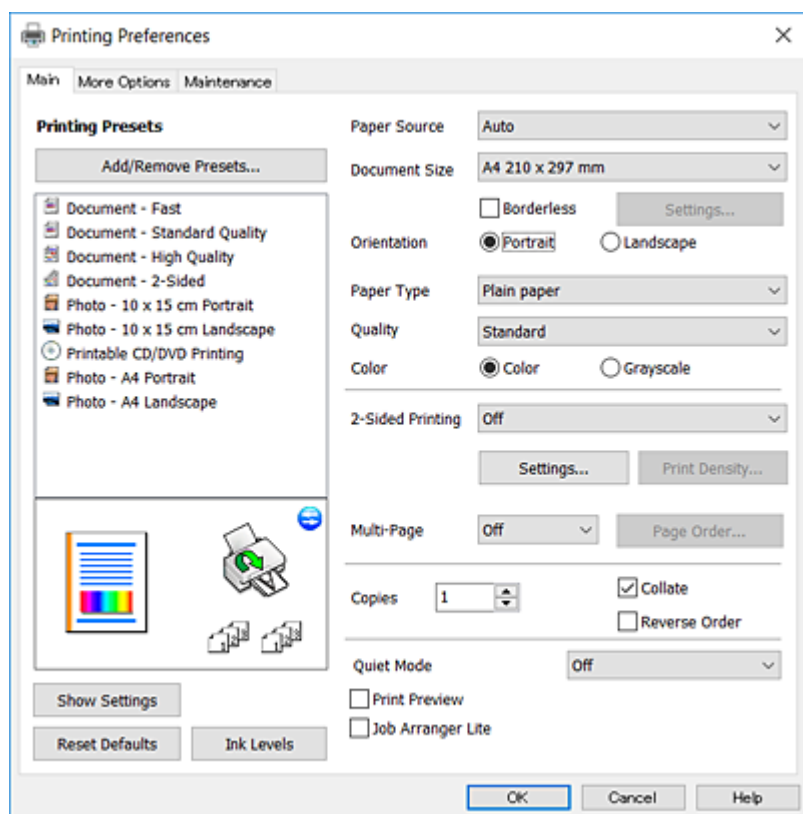 Printing Preferences
Main More Options Maintenance
Printing Presets
Add/Remove Presets...
Document - Fast
Document - Standard Quality
Document - High Quality
Document - 2-Sided
Photo - 10 x 15 cm Portrait
Photo - 10 x 15 cm Landscape
Printable CD/DVD Printing
Photo - A4 Portrait
Photo - A4 Landscape
Show Settings
Reset Defaults Ink Levels
Paper Source Auto
Document Size A4 210 x 297 mm
Borderless Settings...
Orientation Portrait Landscape
Paper Type Plain paper
Quality Standard
Color Color Grayscale
2-Sided Printing Off
Settings... Print Density...
Multi-Page Off Page Order...
Copies 1 Collate
Reverse Order
Quiet Mode Off
Print Preview
Job Arranger Lite
OK Cancel Help